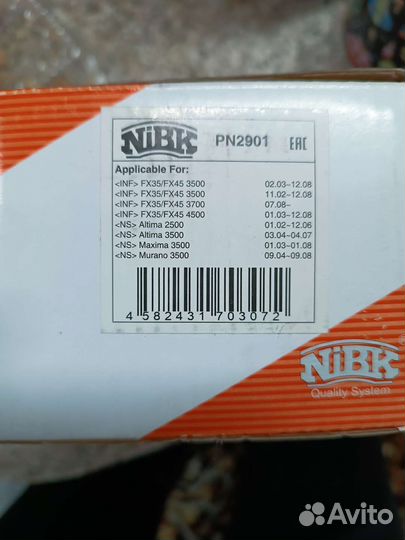 NiBK PN2901 EAC
Applicable For:
<INF> FX35/FX45 3500 02.03-12.08
<INF> FX35/FX45 3500 11.02-12.08
<INF> FX35/FX45 3700 07.08-
<INF> FX35/FX45 4500 01.03-12.08
<NS> Altima 2500 01.02-12.06
<NS> Altima 3500 03.04-04.07
<NS> Maxima 3500 01.03-01.08
<NS> Murano 3500 09.04-09.08
4 582431 703072
NiBK
Quality System
Avito